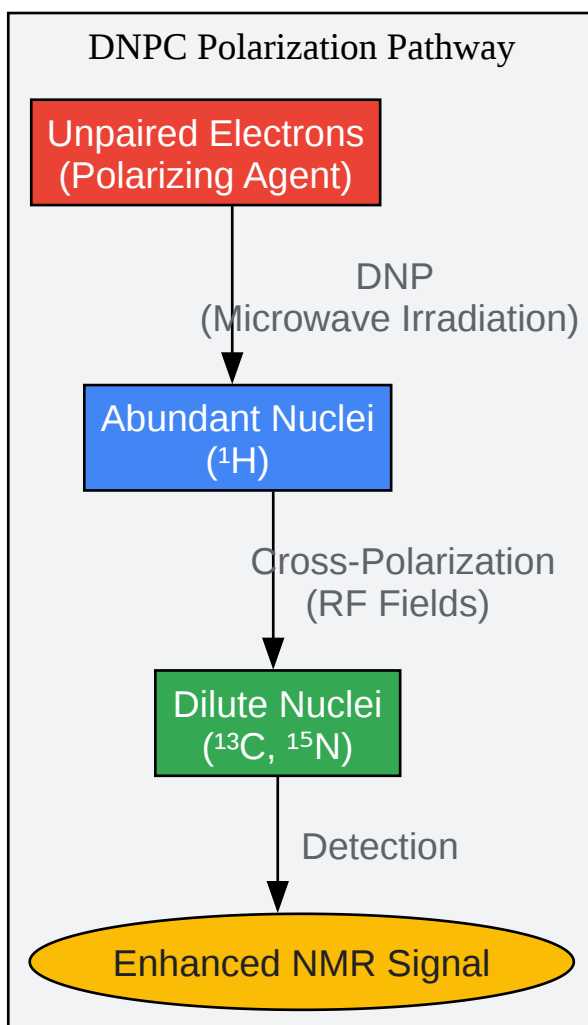 DNPC Polarization Pathway
Unpaired Electrons
(Polarizing Agent)
DNP
(Microwave Irradiation)
Abundant Nuclei
(¹H)
Cross-Polarization
(RF Fields)
Dilute Nuclei
(¹³C, ¹⁵N)
Detection
Enhanced NMR Signal